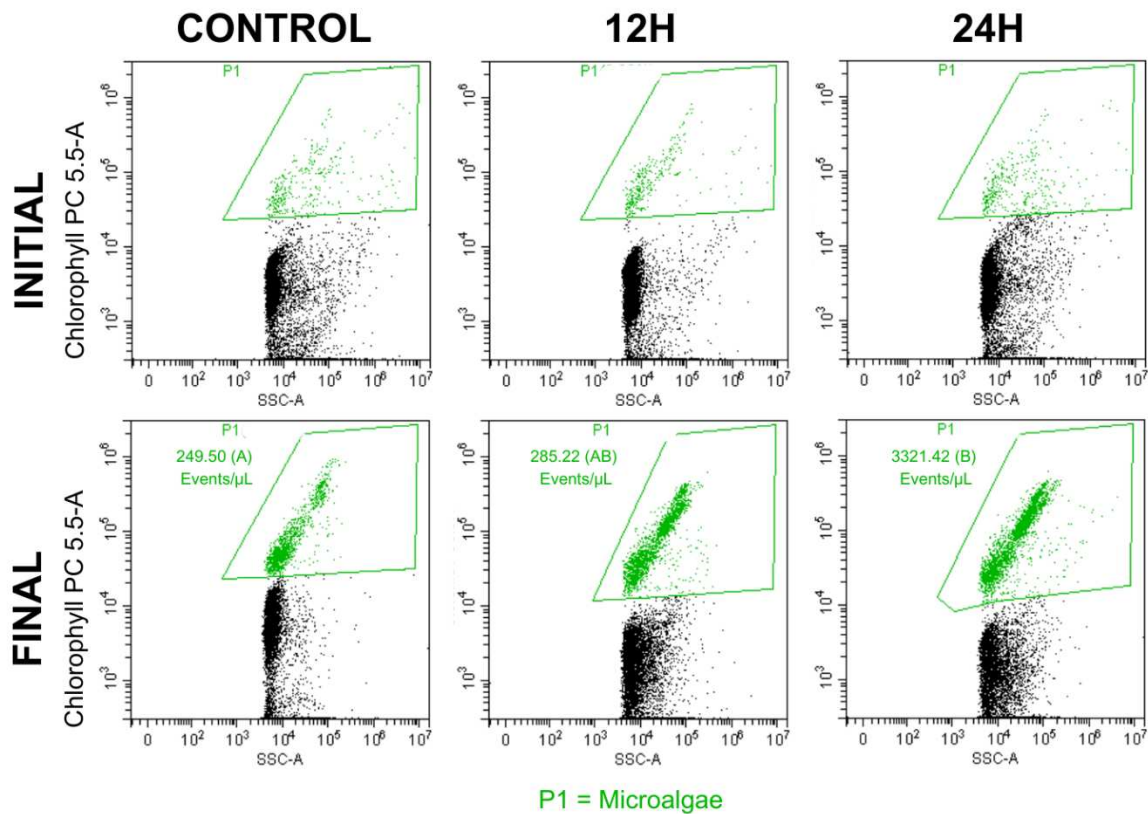 CONTROL
12H
24H
INITIAL
Chlorophyll PC 5.5-A
P1
10⁶
10⁵
10⁴
10³
0 10² 10³ 10⁴ 10⁵ 10⁶ 10⁷
SSC-A
P1
10⁶
10⁵
10⁴
10³
0 10² 10³ 10⁴ 10⁵ 10⁶ 10⁷
SSC-A
P1
10⁶
10⁵
10⁴
10³
0 10² 10³ 10⁴ 10⁵ 10⁶ 10⁷
SSC-A
FINAL
Chlorophyll PC 5.5-A
P1
249.50 (A)
Events/µL
10⁶
10⁵
10⁴
10³
0 10² 10³ 10⁴ 10⁵ 10⁶ 10⁷
SSC-A
P1
285.22 (AB)
Events/µL
10⁶
10⁵
10⁴
10³
0 10² 10³ 10⁴ 10⁵ 10⁶ 10⁷
SSC-A
P1
3321.42 (B)
Events/µL
10⁶
10⁵
10⁴
10³
0 10² 10³ 10⁴ 10⁵ 10⁶ 10⁷
SSC-A
P1 = Microalgae